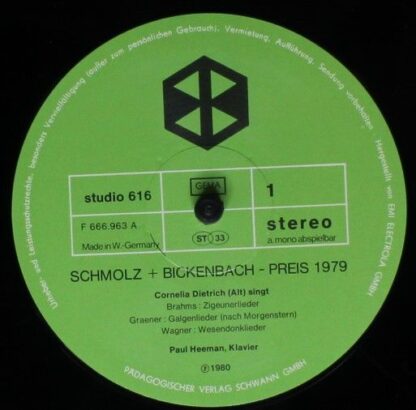 Urheber- und Leistungsschutzrechte, besonders Vervielfältigung (außer zum persönlichen Gebrauch), Vermietung, Aufführung, Sendung vorbehalten
Hergestellt von EMI ELECTROLA GMBH
studio 616
GEMA
1
F 666.963 A
Made in W.-Germany
ST 33
stereo
a. mono abspielbar
SCHMOLZ + BICKENBACH - PREIS 1979
Cornelia Dietrich (Alt) singt
Brahms: Zigeunerlieder
Graener: Galgenlieder (nach Morgenstern)
Wagner: Wesendonklieder
Paul Heeman, Klavier
℗ 1980
PÄDAGOGISCHER VERLAG SCHWANN GMBH